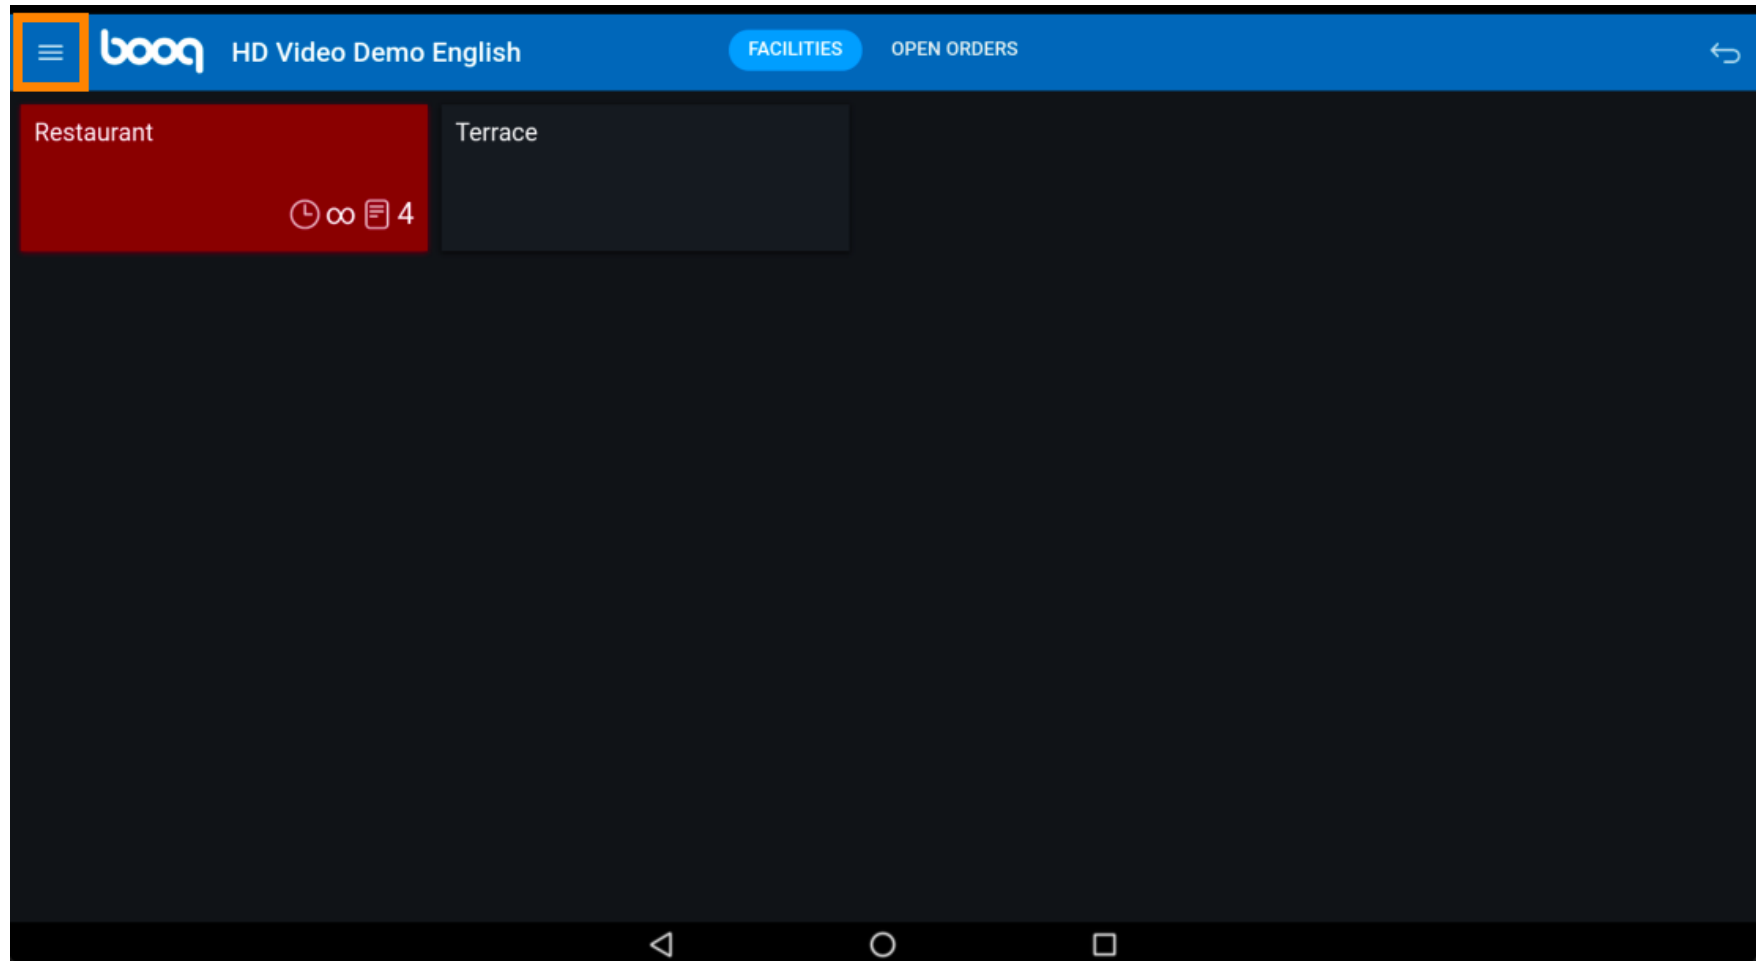 booq HD Video Demo English FACILITIES OPEN ORDERS
Restaurant
∞ 4
Terrace